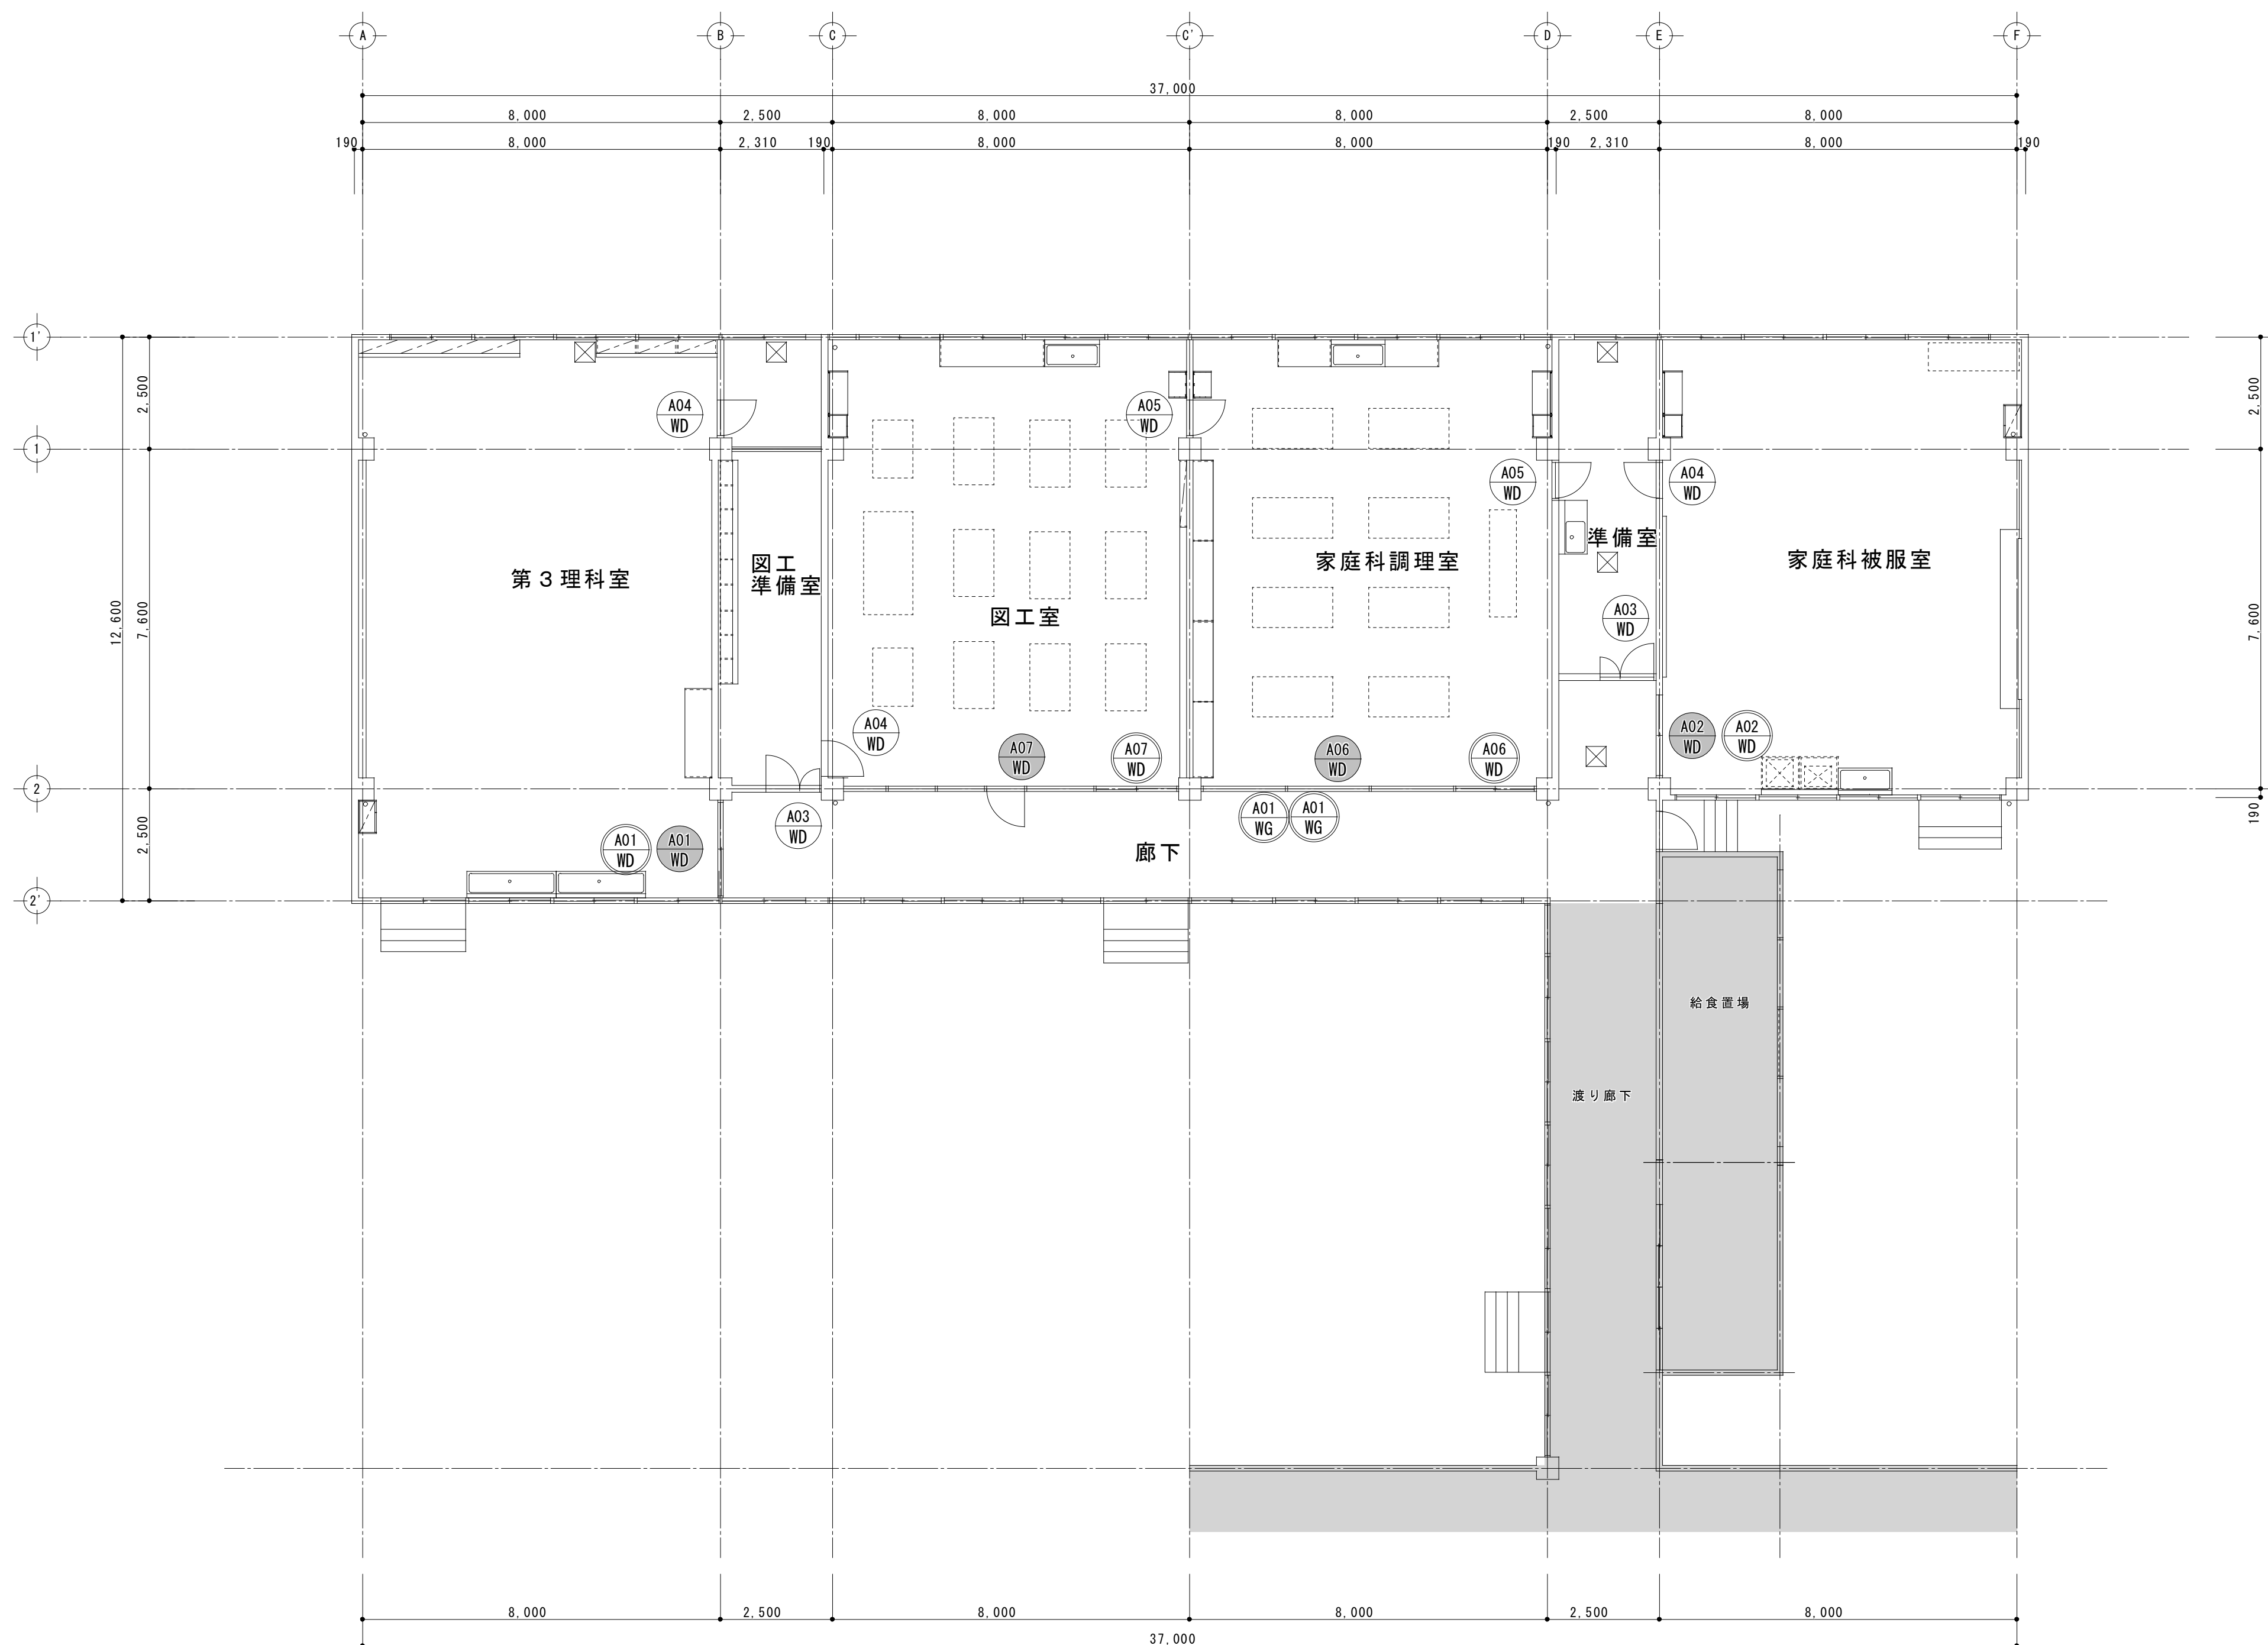 A B C C' D E F
37,000
8,000 2,500 8,000 8,000 2,500 8,000
190 8,000 2,310 190 8,000 8,000 190 2,310 8,000 190
1'
2,500
2,500
A04
WD
A05
WD
1
A05
WD
A04
WD
準備室
図工
準備室
家庭科調理室
家庭科被服室
第3理科室
図工室
12,600
7,600
7,600
A03
WD
A04
WD
A07
WD
A07
WD
A06
WD
A06
WD
A02
WD
A02
WD
2
190
A03
WD
A01
WG
A01
WG
2,500
A01
WD
A01
WD
廊下
2'
給食置場
渡り廊下
8,000 2,500 8,000 8,000 2,500 8,000
37,000